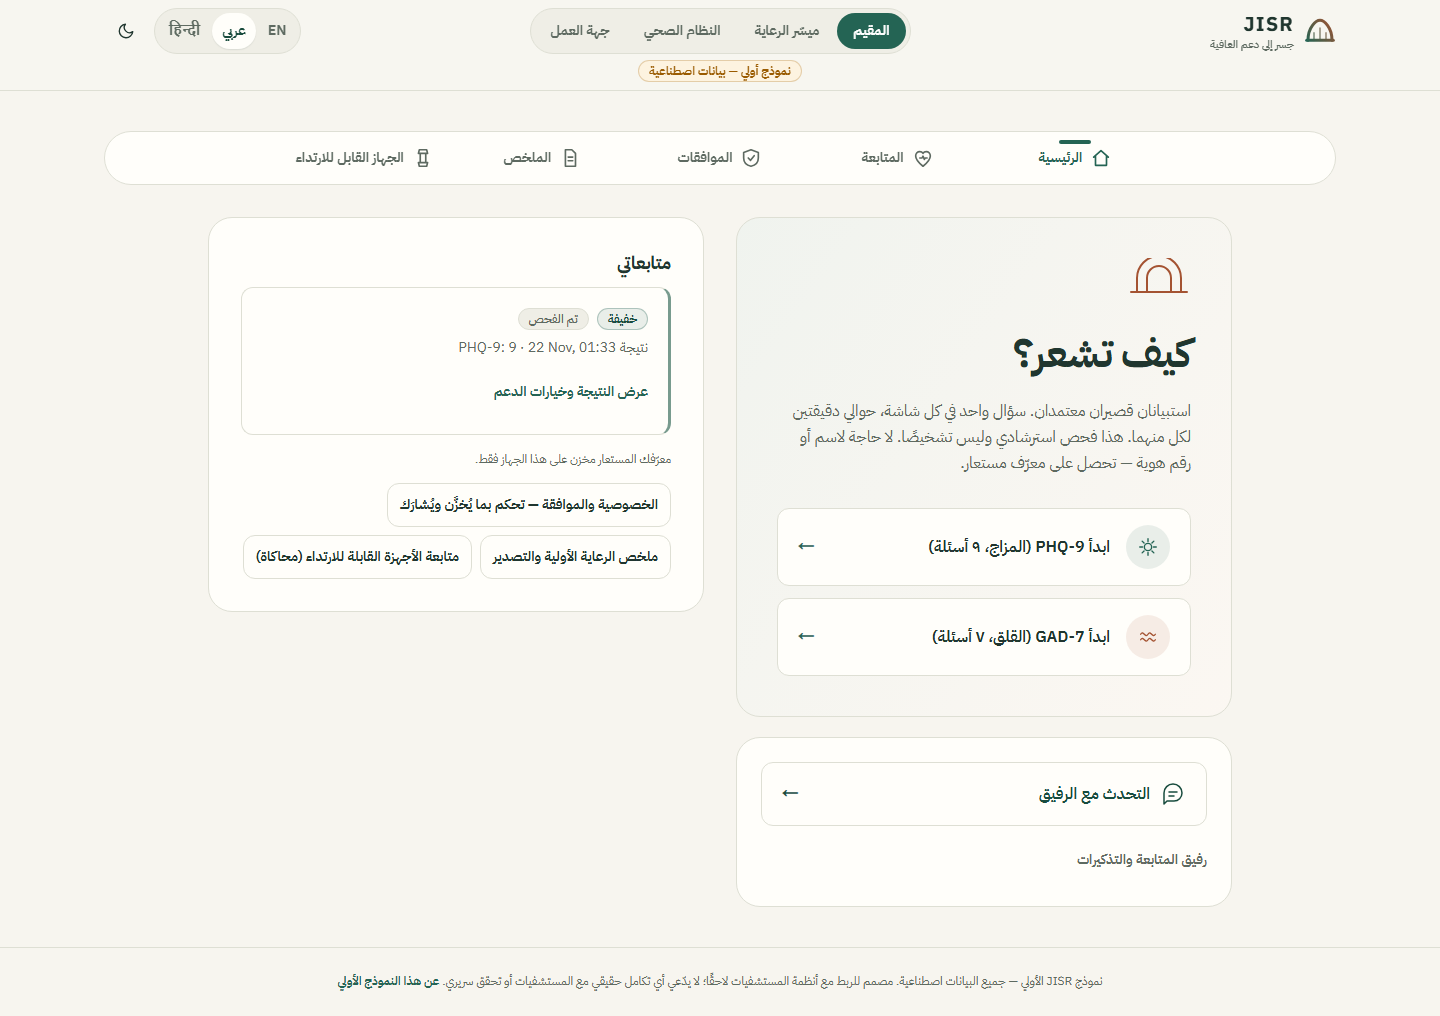 JISR
جسر إلى دعم العافية
المقيم
ميسّر الرعاية
النظام الصحي
جهة العمل
EN
عربي
हिन्दी
نموذج أولي — بيانات اصطناعية
الرئيسية
المتابعة
الموافقات
الملخص
الجهاز القابل للارتداء
كيف تشعر؟
استبيانان قصيران معتمدان. سؤال واحد في كل شاشة، حوالي دقيقتين
لكل منهما. هذا فحص استرشادي وليس تشخيصًا. لا حاجة لاسم أو
رقم هوية — تحصل على معرّف مستعار.
ابدأ PHQ-9 (المزاج، ٩ أسئلة)
←
ابدأ GAD-7 (القلق، ٧ أسئلة)
←
التحدث مع الرفيق
←
رفيق المتابعة والتذكيرات
متابعاتي
خفيفة
تم الفحص
نتيجة PHQ-9: 9 · 22 Nov, 01:33
عرض النتيجة وخيارات الدعم
معرّفك المستعار مخزن على هذا الجهاز فقط.
الخصوصية والموافقة — تحكم بما يُخزَّن ويُشارَك
ملخص الرعاية الأولية والتصدير
متابعة الأجهزة القابلة للارتداء (محاكاة)
نموذج JISR الأولي — جميع البيانات اصطناعية. مصمم للربط مع أنظمة المستشفيات لاحقًا؛ لا يدّعي أي تكامل حقيقي مع المستشفيات أو تحقق سريري. عن هذا النموذج الأولي